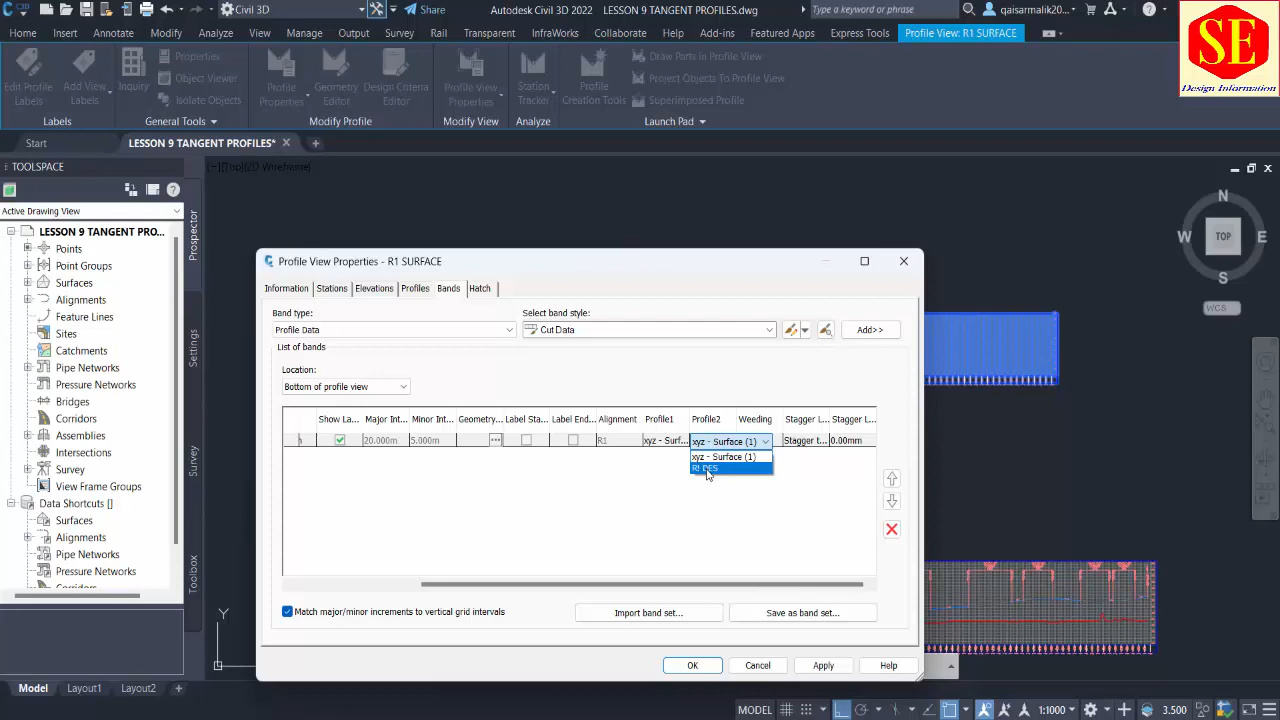 Civil 3D
Share
Autodesk Civil 3D 2022
LESSON 9 TANGENT PROFILES.dwg
Type a keyword or phrase
qaisarmalik20...
Home
Insert
Annotate
Modify
Analyze
View
Manage
Output
Survey
Rail
Transportation
InfraWorks
Collaborate
Help
Add-ins
Featured Apps
Express Tools
Profile View: R1 SURFACE
SE
Design Information
Edit Profile Labels
Add View Labels
Inquiry
Properties
Object Viewer
Isolate Objects
Profile Properties
Geometry Editor
Design Criteria Editor
Profile View Properties
Station Tracker
Profile Creation Tools
Draw Parts in Profile View
Project Objects To Profile View
Superimposed Profile
Labels
General Tools
Modify Profile
Modify View
Analyze
Launch Pad
Start
LESSON 9 TANGENT PROFILES*
TOOLSPACE
[−][Top][2D Wireframe]
Active Drawing View
LESSON 9 TANGENT PRO...
Points
Point Groups
Surfaces
Alignments
Feature Lines
Sites
Catchments
Pipe Networks
Pressure Networks
Bridges
Corridors
Assemblies
Intersections
Survey
View Frame Groups
Data Shortcuts []
Surfaces
Alignments
Pipe Networks
Pressure Networks
Corridors
Prospector
Settings
Survey
Toolbox
N
W
TOP
E
S
WCS
Profile View Properties - R1 SURFACE
Information
Stations
Elevations
Profiles
Bands
Hatch
Band type:
Select band style:
Profile Data
Cut Data
Add>>
List of bands
Location:
Bottom of profile view
Show La...
Major Int...
Minor Int...
Geometry...
Label Sta...
Label End...
Alignment
Profile1
Profile2
Weeding
Stagger L...
Stagger L...
20.000m
5.000m
R1
xyz - Surf...
xyz - Surface (1)
Stagger t...
0.00mm
xyz - Surface (1)
Match major/minor increments to vertical grid intervals
Import band set...
Save as band set...
OK
Cancel
Apply
Help
Y
Model
Layout1
Layout2
MODEL
1:1000
3.500